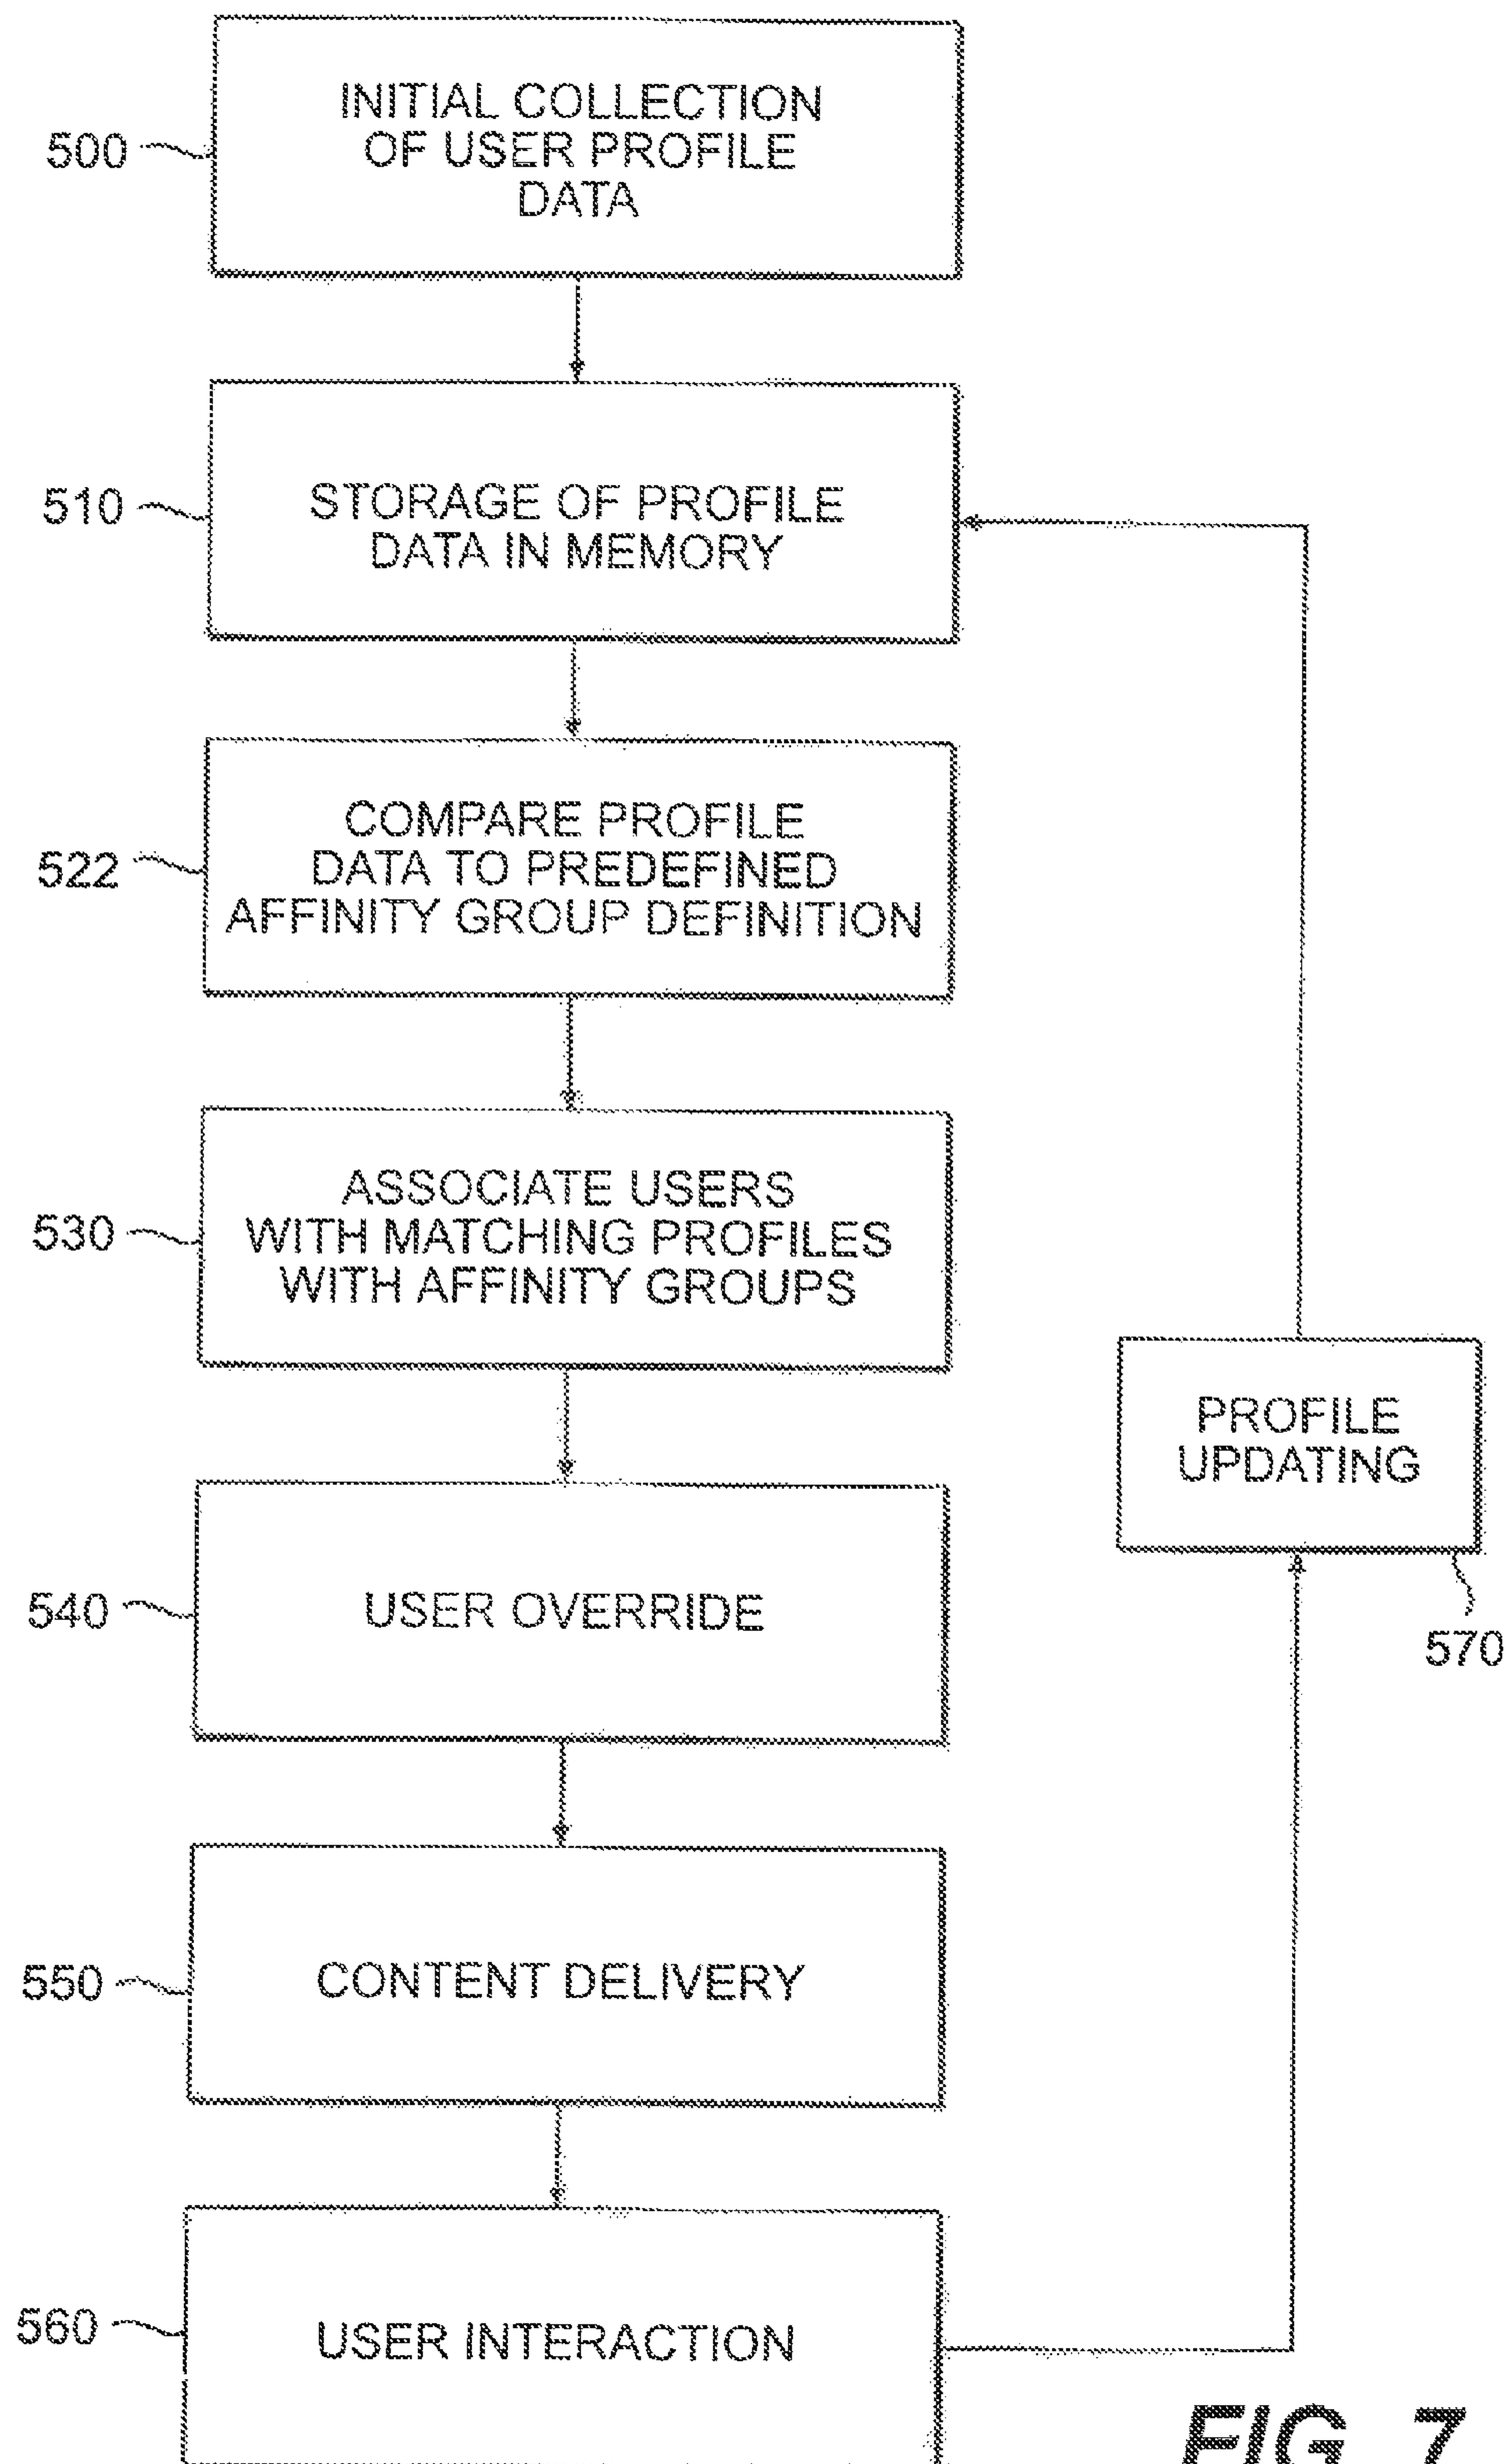 500
INITIAL COLLECTION
OF USER PROFILE
DATA
510
STORAGE OF PROFILE
DATA IN MEMORY
522
COMPARE PROFILE
DATA TO PREDEFINED
AFFINITY GROUP DEFINITION
530
ASSOCIATE USERS
WITH MATCHING PROFILES
WITH AFFINITY GROUPS
PROFILE
UPDATING
570
540
USER OVERRIDE
550
CONTENT DELIVERY
560
USER INTERACTION
FIG. 7